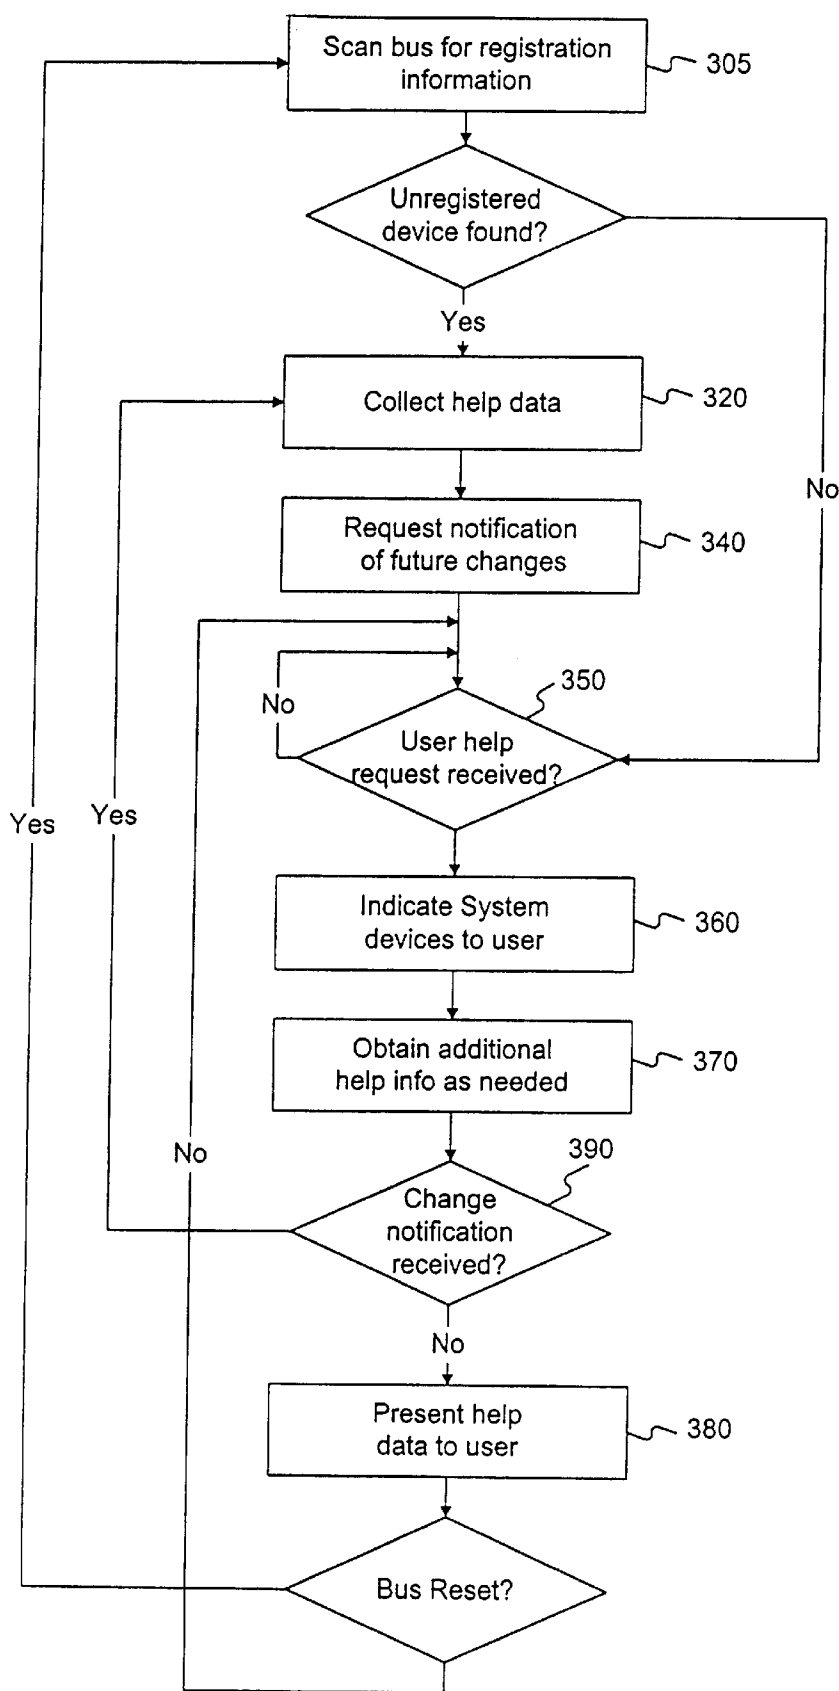 Scan bus for registration
information
305
Unregistered
device found?
Yes
Collect help data
320
No
Request notification
of future changes
340
350
No
User help
request received?
Yes
Yes
Indicate System
devices to user
360
Obtain additional
help info as needed
370
No
390
Change
notification
received?
No
Present help
data to user
380
Bus Reset?